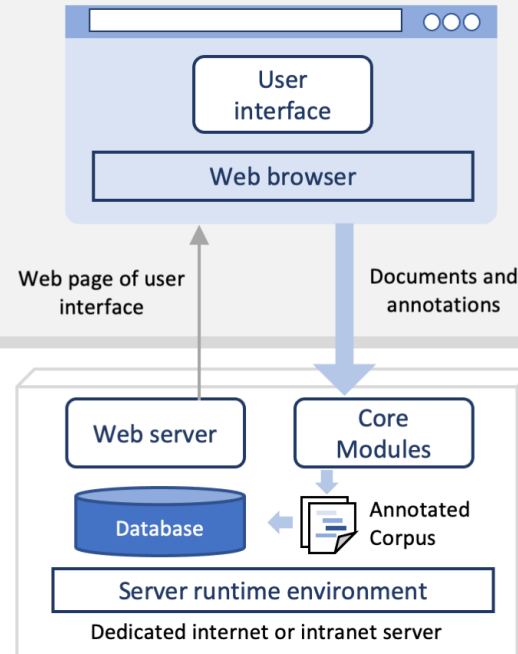 User
interface
Web browser
Web page of user
interface
Documents and
annotations
Web server
Core
Modules
Database
Annotated
Corpus
Server runtime environment
Dedicated internet or intranet server